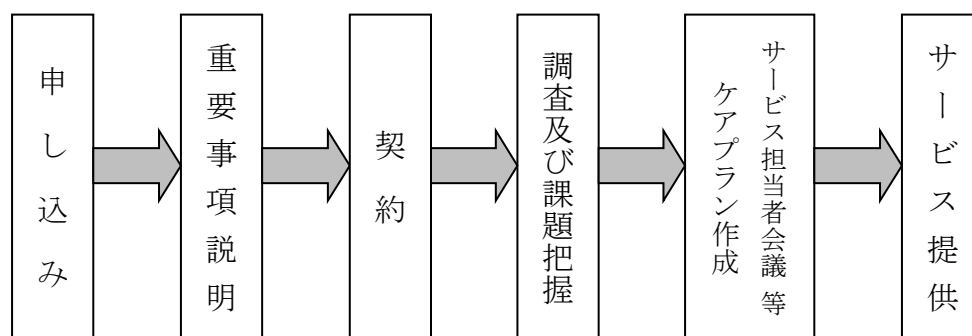 申し込み
重要事項説明
契約
調査及び課題把握
サービス担当者会議 等
ケアプラン作成
サービス提供